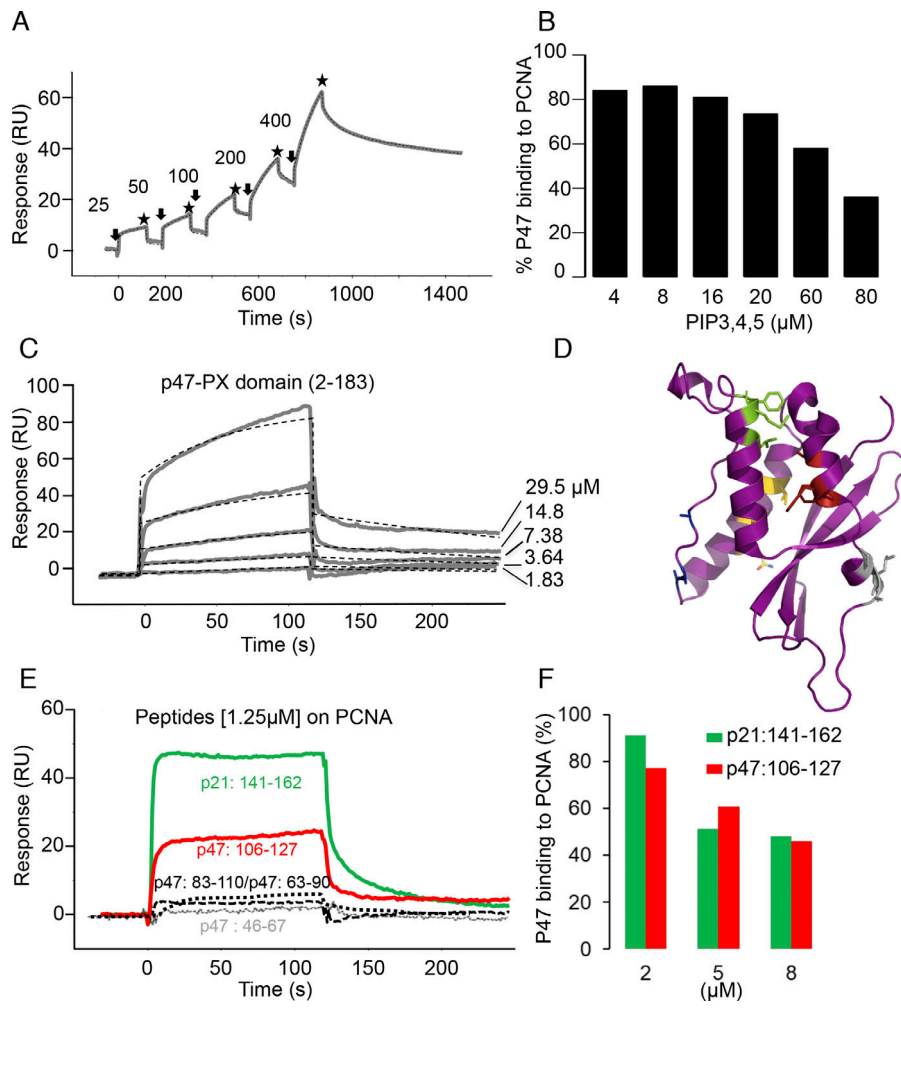 A
Response (RU)
60
40
20
0
25
50
100
200
400
0
200
600
1000
1400
Time (s)
B
% P47 binding to PCNA
100
80
60
40
20
0
4
8
16
20
60
80
PIP3,4,5 (µM)
C
p47-PX domain (2-183)
Response (RU)
100
80
60
40
20
0
29.5 µM
14.8
7.38
3.64
1.83
0
50
100
150
200
Time (s)
D
E
Peptides [1.25µM] on PCNA
Response (RU)
60
40
20
0
p21: 141-162
p47: 106-127
p47: 83-110/p47: 63-90
p47 : 46-67
0
50
100
200
Time (s)
F
P47 binding to PCNA (%)
100
80
60
40
20
0
p21:141-162
p47:106-127
2
5
8
(µM)